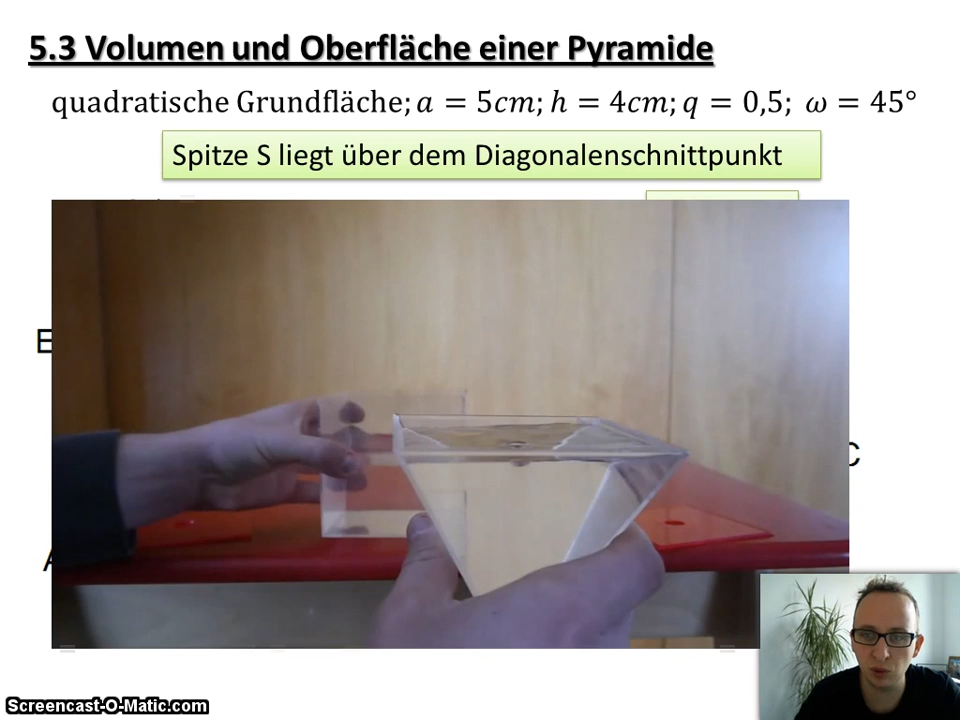 5.3 Volumen und Oberfläche einer Pyramide
quadratische Grundfläche; a = 5cm; h = 4cm; q = 0,5; ω = 45°
Spitze S liegt über dem Diagonalenschnittpunkt
E
C
A
Screencast-O-Matic.com